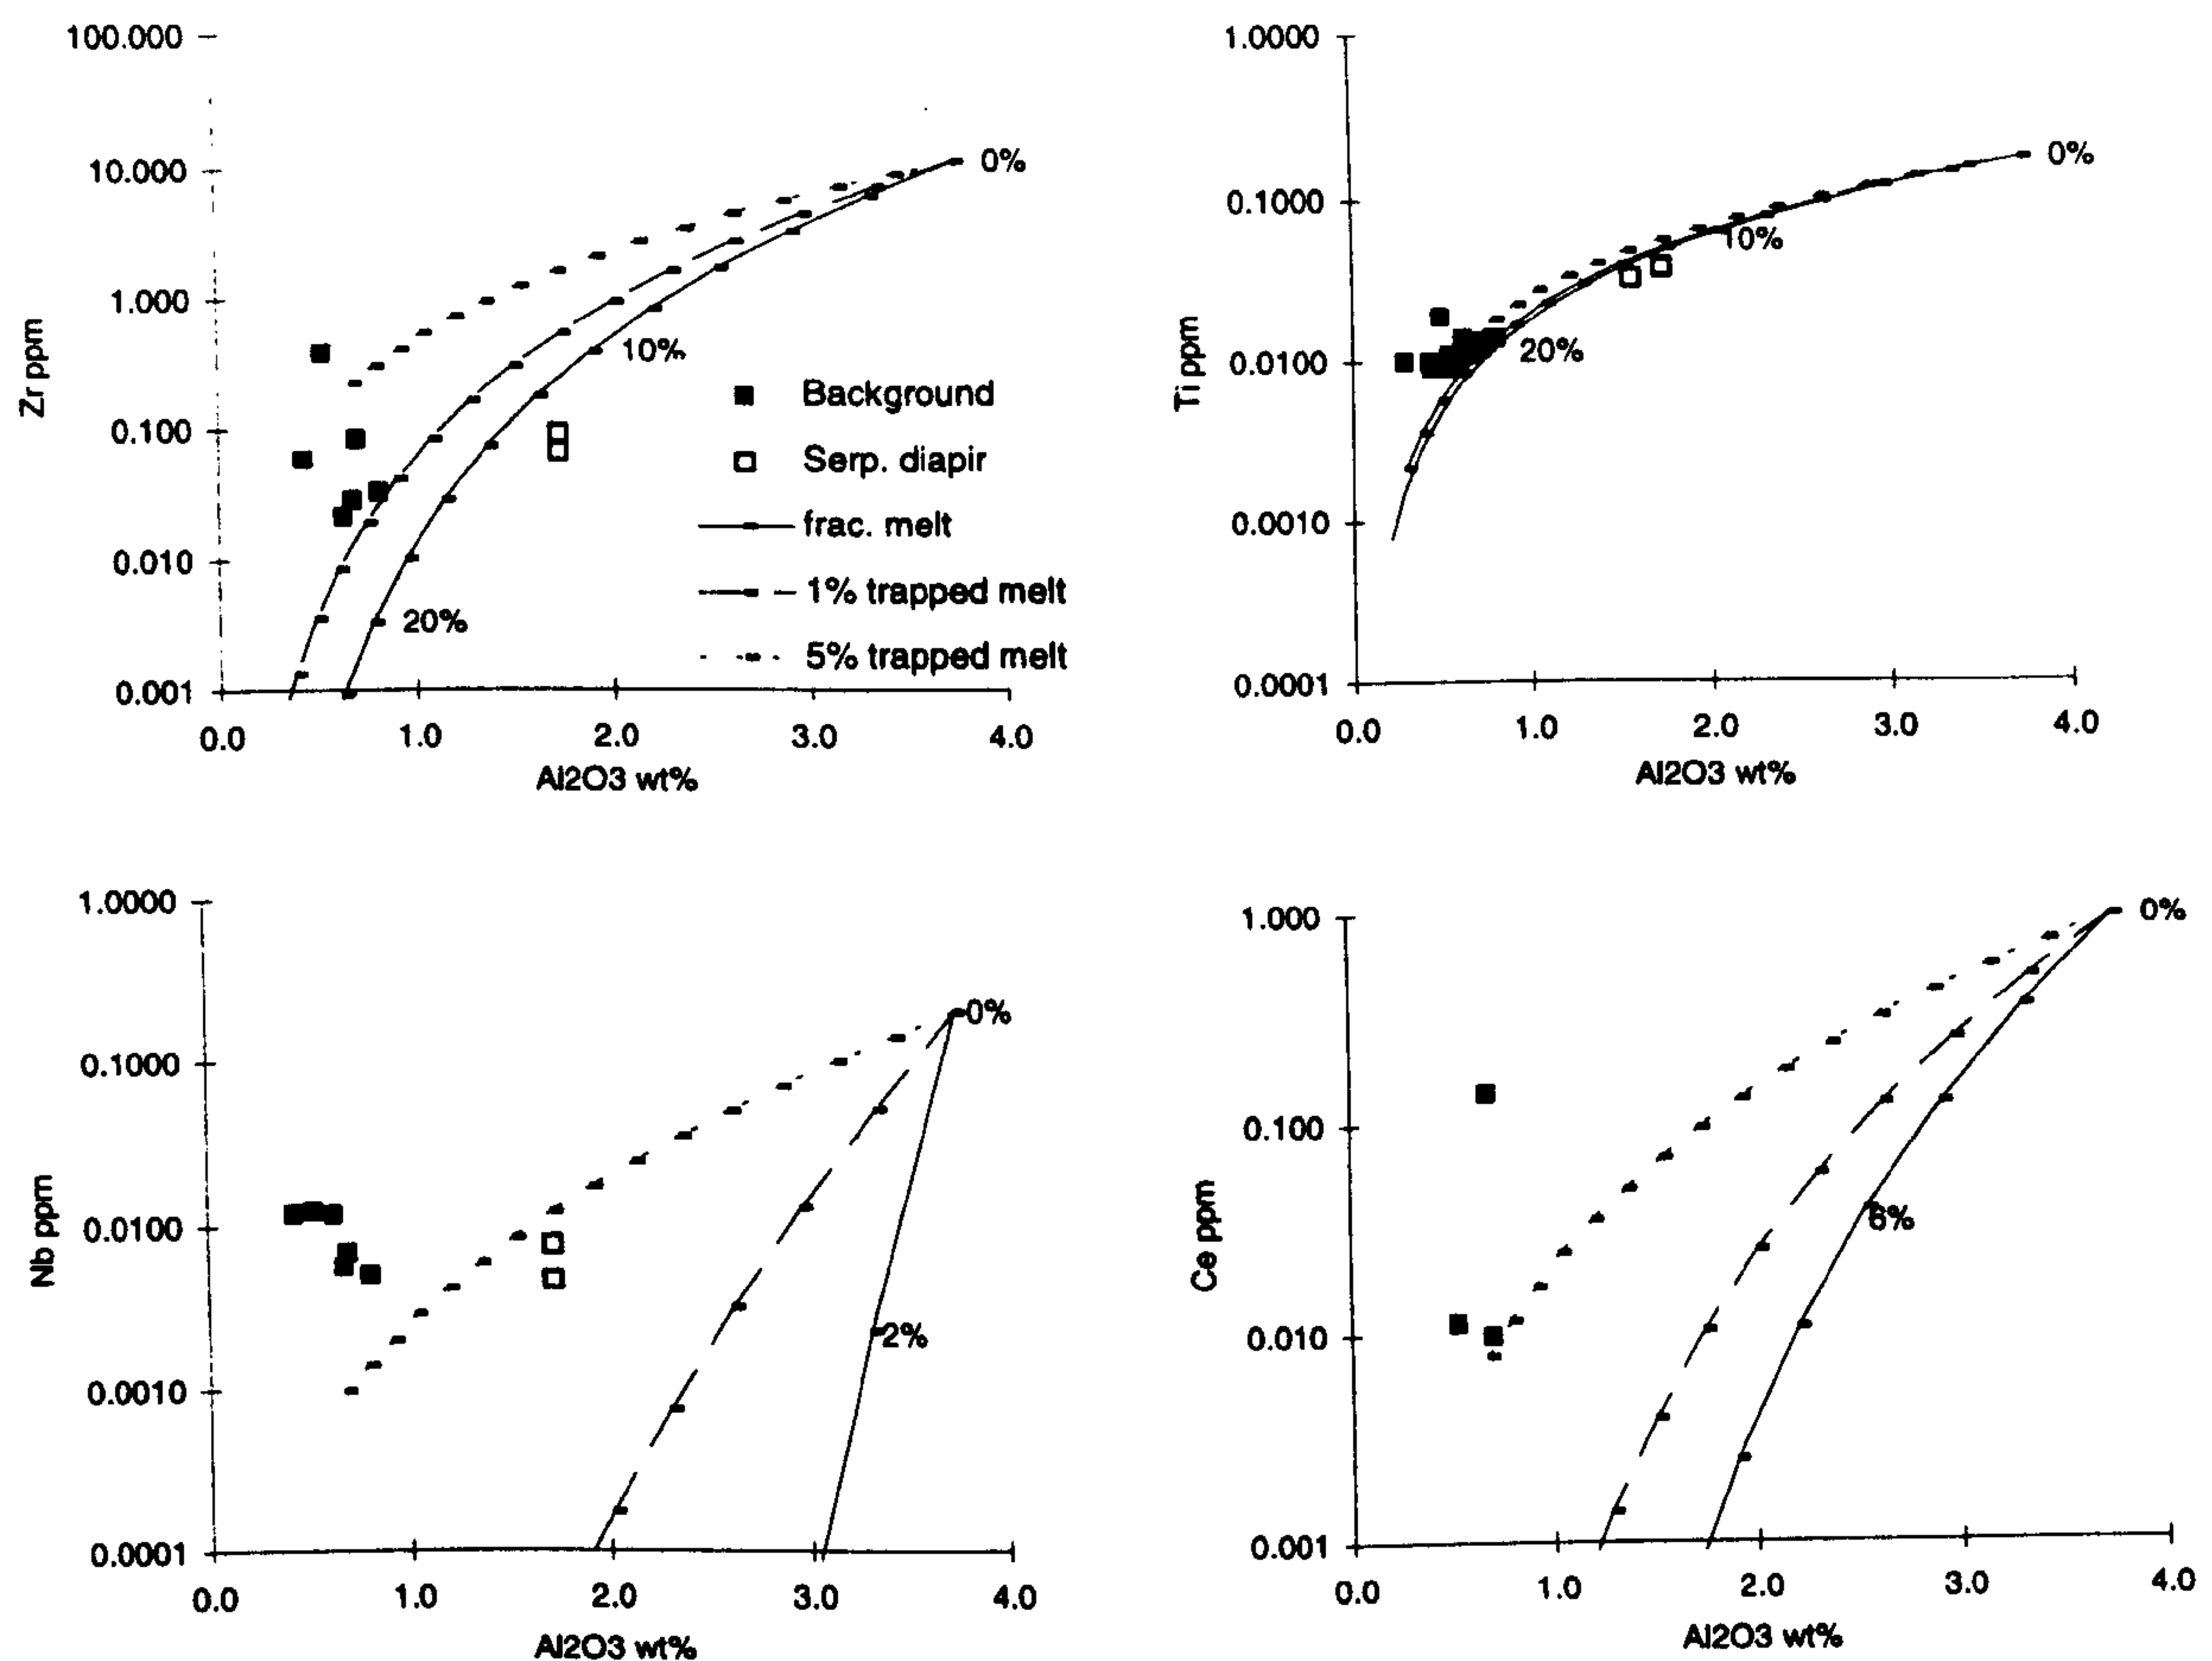 100.000
10.000
1.000
0.100
0.010
0.001
Zr ppm
0%
10%
20%
Background
Serp. diapir
frac. melt
1% trapped melt
5% trapped melt
0.0 1.0 2.0 3.0 4.0
Al2O3 wt%
1.0000
0.1000
0.0100
0.0010
0.0001
Ti ppm
0%
10%
20%
0.0 1.0 2.0 3.0 4.0
Al2O3 wt%
1.0000
0.1000
0.0100
0.0010
0.0001
Nb ppm
0%
2%
0.0 1.0 2.0 3.0 4.0
Al2O3 wt%
1.000
0.100
0.010
0.001
Ce ppm
0%
6%
0.0 1.0 2.0 3.0 4.0
Al2O3 wt%